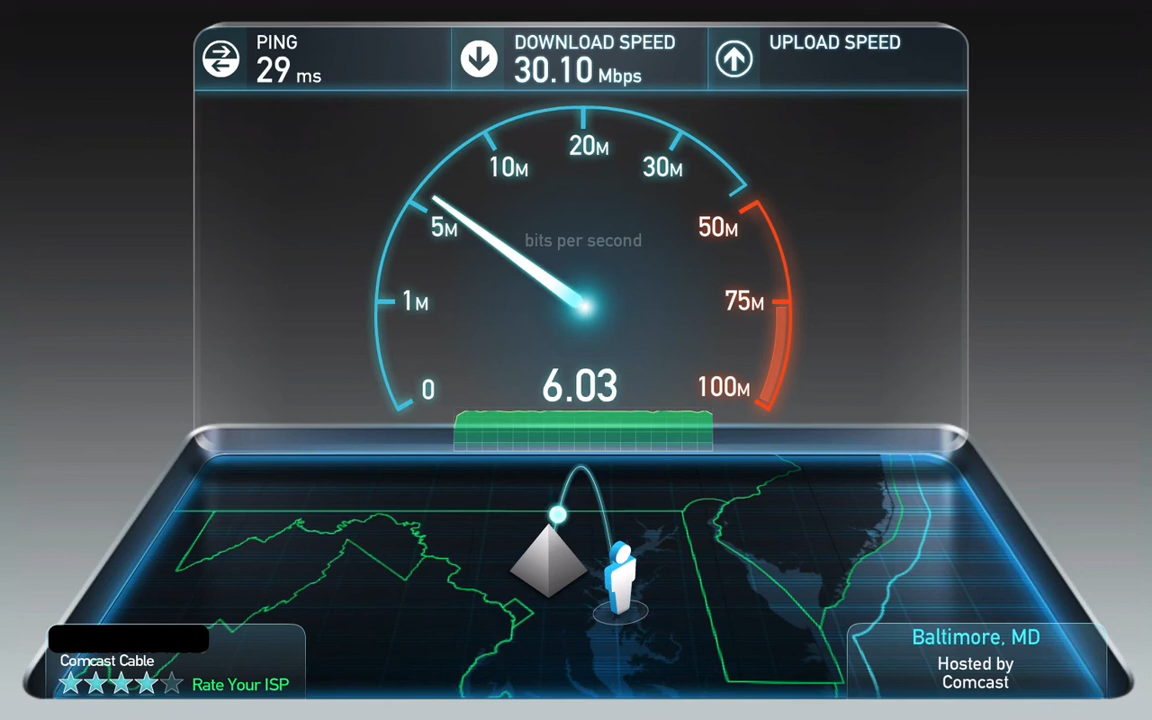 PING
29 ms
DOWNLOAD SPEED
30.10 Mbps
UPLOAD SPEED
0
1M
5M
10M
20M
30M
50M
75M
100M
bits per second
6.03
Comcast Cable
Rate Your ISP
Baltimore, MD
Hosted by
Comcast